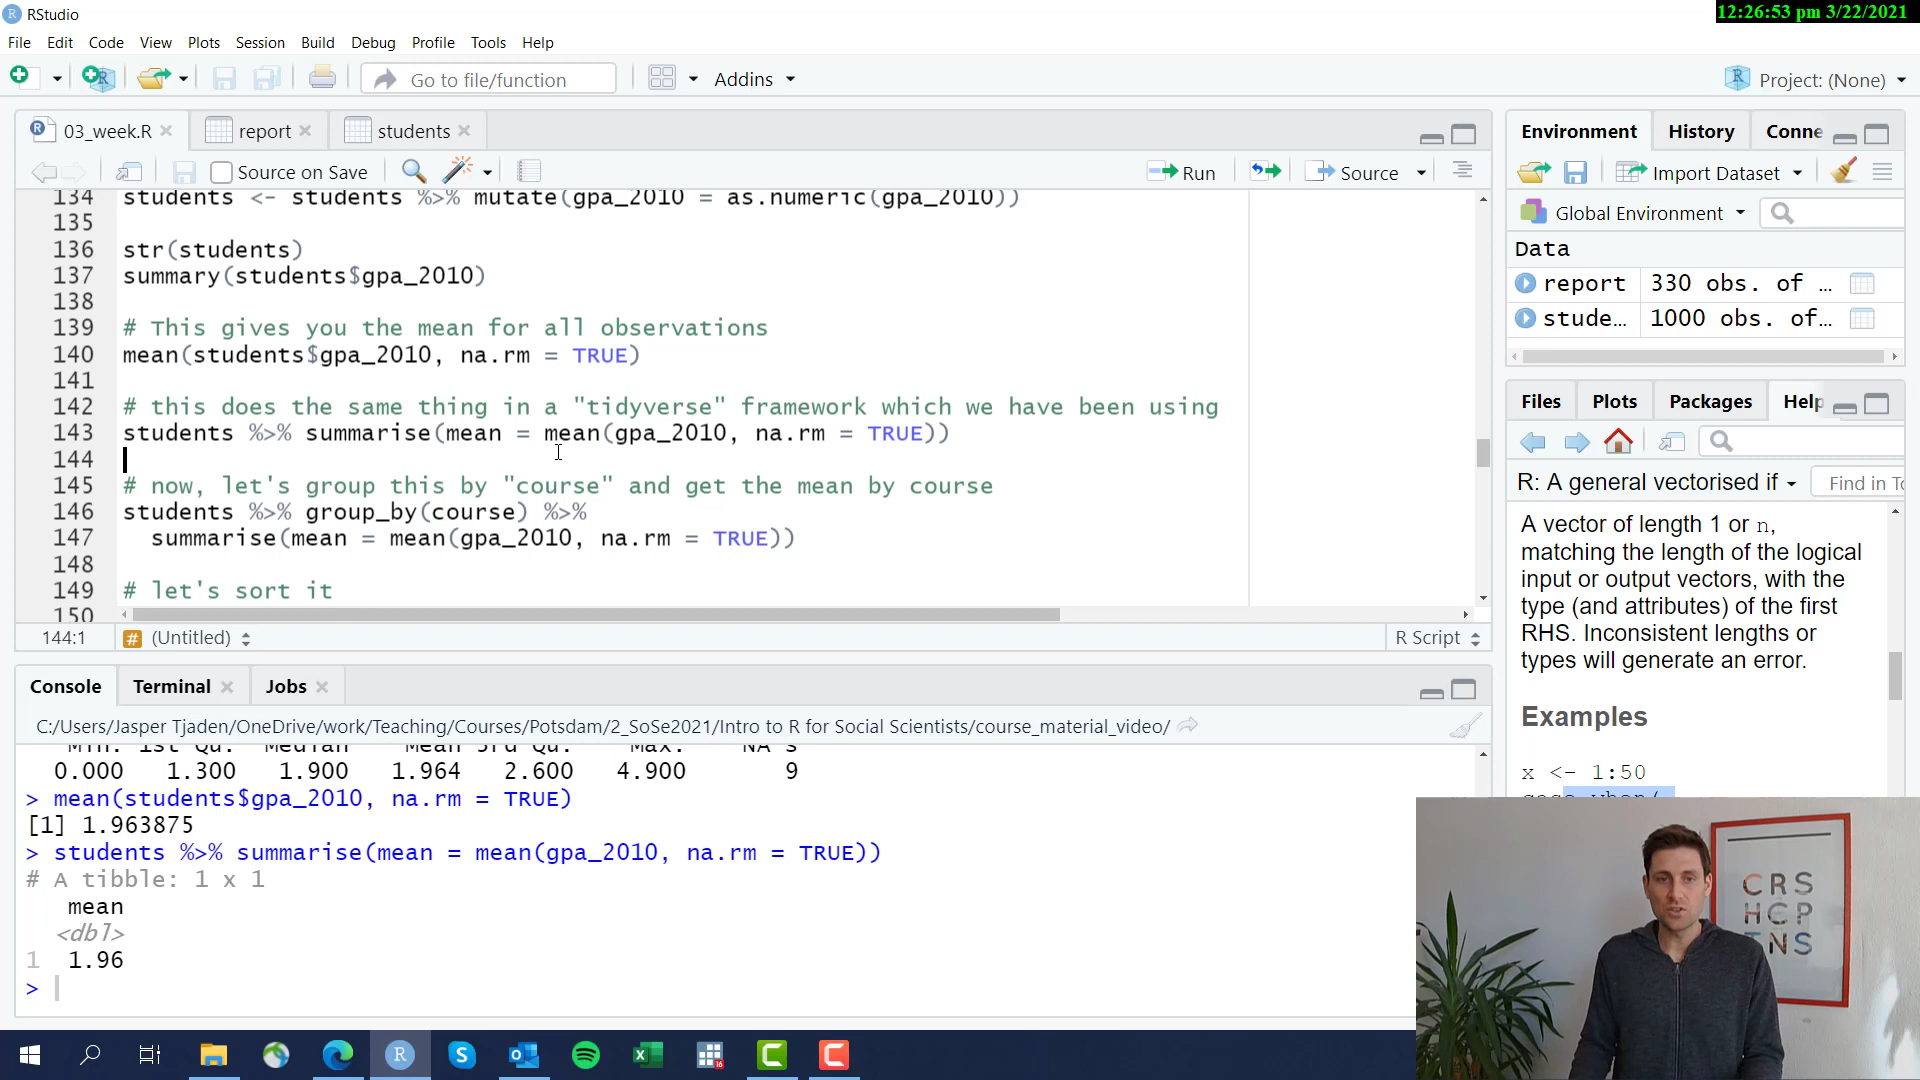 RStudio
12:26:53 pm 3/22/2021
File Edit Code View Plots Session Build Debug Profile Tools Help
Go to file/function
Addins
Project: (None)
03_week.R
report
students
Source on Save
Run
Source
134 students <- students %>% mutate(gpa_2010 = as.numeric(gpa_2010))
135
136 str(students)
137 summary(students$gpa_2010)
138
139 # This gives you the mean for all observations
140 mean(students$gpa_2010, na.rm = TRUE)
141
142 # this does the same thing in a "tidyverse" framework which we have been using
143 students %>% summarise(mean = mean(gpa_2010, na.rm = TRUE))
144
145 # now, let's group this by "course" and get the mean by course
146 students %>% group_by(course) %>%
147 summarise(mean = mean(gpa_2010, na.rm = TRUE))
148
149 # let's sort it
150
144:1
# (Untitled)
R Script
Console Terminal Jobs
C:/Users/Jasper Tjaden/OneDrive/work/Teaching/Courses/Potsdam/2_SoSe2021/Intro to R for Social Scientists/course_material_video/
Min. 1st Qu. Median Mean 3rd Qu. Max. NA's
0.000 1.300 1.900 1.964 2.600 4.900 9
> mean(students$gpa_2010, na.rm = TRUE)
[1] 1.963875
> students %>% summarise(mean = mean(gpa_2010, na.rm = TRUE))
# A tibble: 1 x 1
mean
<dbl>
1 1.96
>
Environment History Conne
Import Dataset
Global Environment
Data
report 330 obs. of …
stude… 1000 obs. of…
Files Plots Packages Help
R: A general vectorised if
Find in To
A vector of length 1 or n,
matching the length of the logical
input or output vectors, with the
type (and attributes) of the first
RHS. Inconsistent lengths or
types will generate an error.
Examples
x <- 1:50
CRS
HCP
TNS